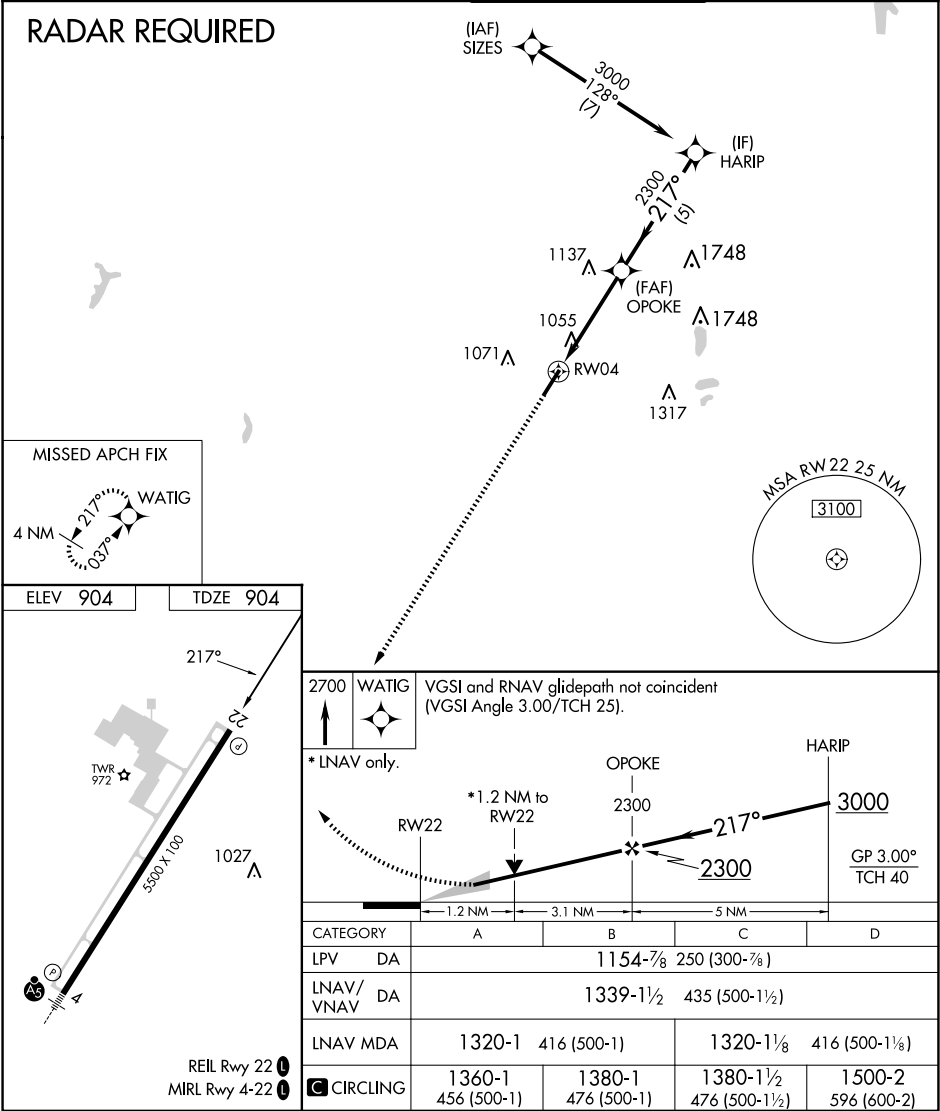 RADAR REQUIRED
(IAF)
SIZES
3000
128°
(7)
(IF)
HARIP
2300
217°
(5)
1137
1748
(FAF)
OPOKE
1055
1748
1071
RW04
1317
MISSED APCH FIX
WATIG
217°
4 NM
037°
MSA RW 22 25 NM
3100
ELEV 904
TDZE 904
217°
22
P
TWR
972
5500 X 100
1027
P
A5
4
REIL Rwy 22 L
MIRL Rwy 4-22 L
2700
WATIG
VGSI and RNAV glidepath not coincident
(VGSI Angle 3.00/TCH 25).
* LNAV only.
OPOKE
HARIP
*1.2 NM to
RW22
2300
3000
RW22
217°
2300
GP 3.00°
TCH 40
1.2 NM
3.1 NM
5 NM
CATEGORY A B C D
LPV DA 1154-⅞ 250 (300-⅞)
LNAV/
VNAV DA 1339-1½ 435 (500-1½)
LNAV MDA 1320-1 416 (500-1) 1320-1⅛ 416 (500-1⅛)
C CIRCLING 1360-1 1380-1 1380-1½ 1500-2
456 (500-1) 476 (500-1) 476 (500-1½) 596 (600-2)